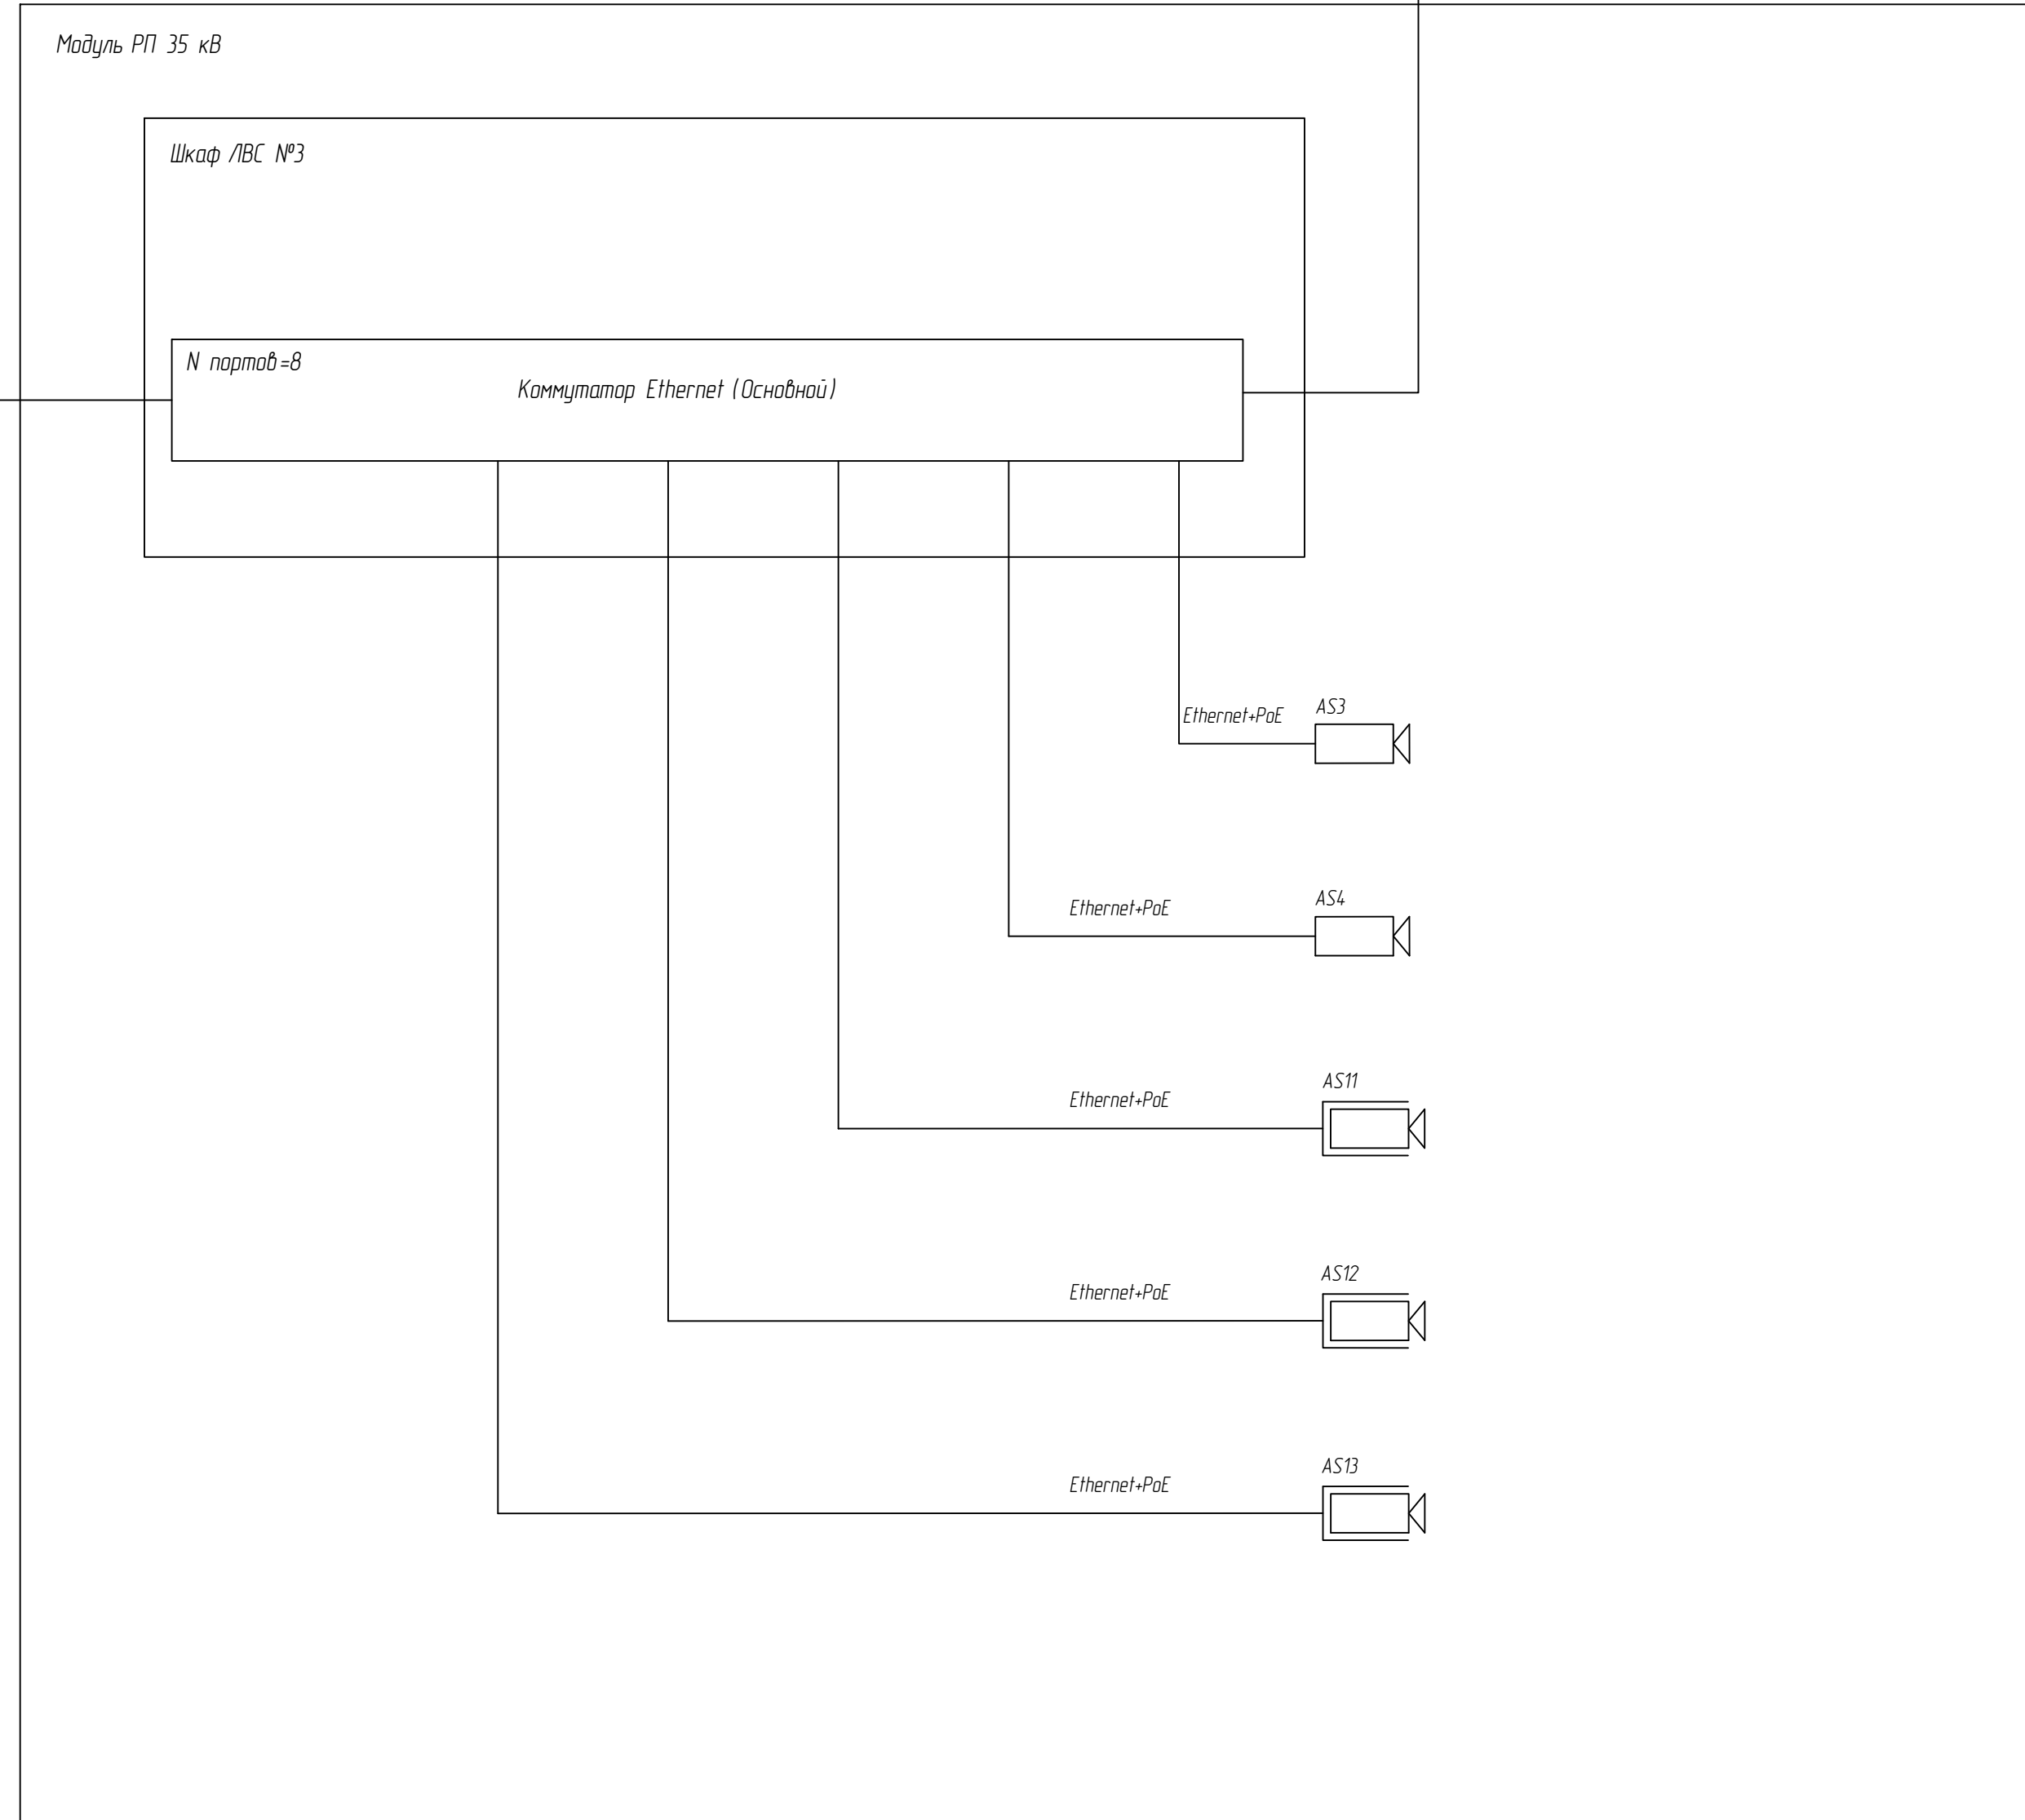 Модуль РП 35 кВ
Шкаф ЛВС №3
N портов=8
Коммутатор Ethernet (Основной)
AS3
Ethernet+PoE
AS4
Ethernet+PoE
AS11
Ethernet+PoE
AS12
Ethernet+PoE
AS13
Ethernet+PoE